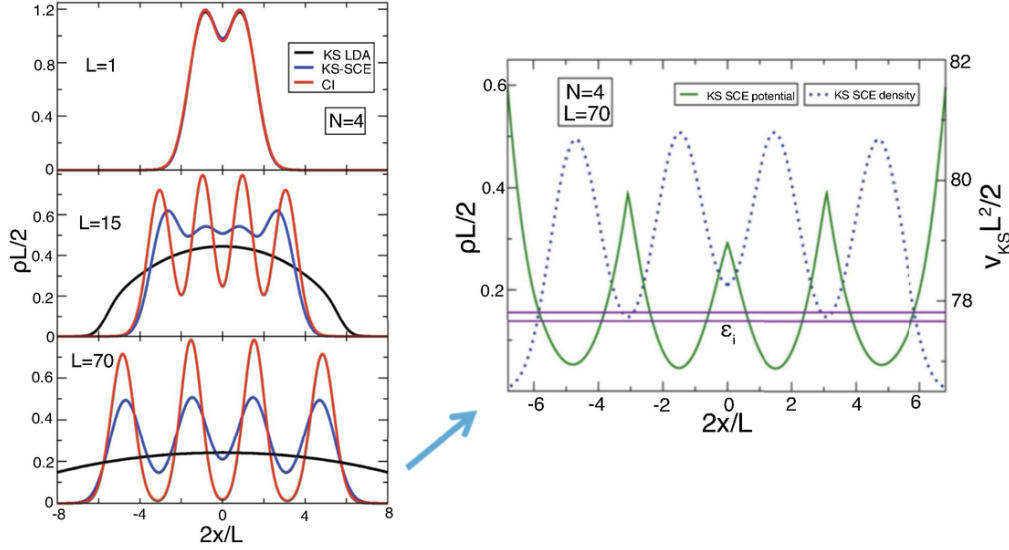 1.2
0.8
0.4
0
L=1
KS LDA
KS-SCE
CI
N=4
ρL/2
0.6
0.4
0.2
0
L=15
0.6
0.4
0.2
0
L=70
-8 -4 0 4 8
2x/L
0.6
0.4
0.2
N=4
L=70
KS SCE potential
KS SCE density
82
80
78
v_KS L²/2
ρL/2
ε_i
-6 -4 -2 0 2 4 6
2x/L